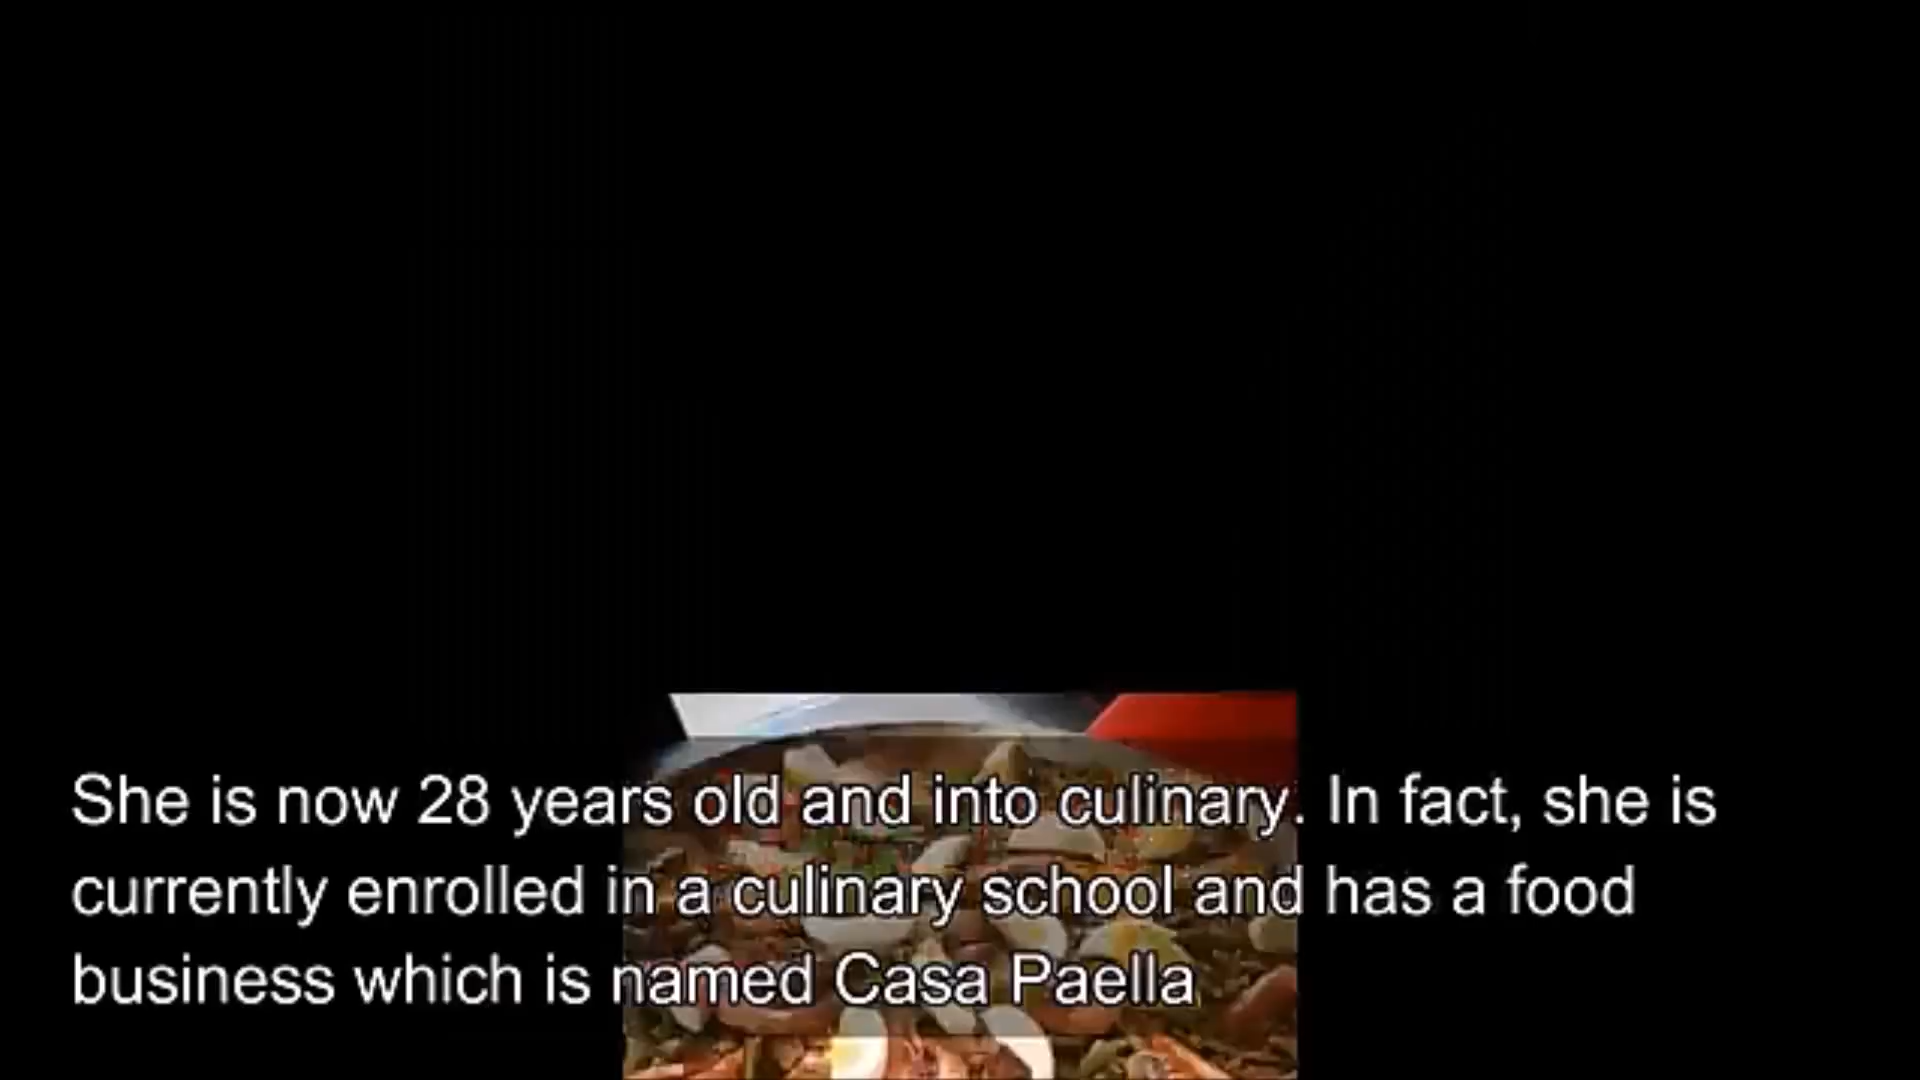 She is now 28 years old and into culinary. In fact, she is
currently enrolled in a culinary school and has a food
business which is named Casa Paella